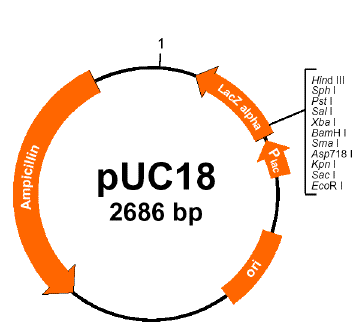 1
LacZ alpha
Hind III
Sph I
Pst I
Sal I
Xba I
BamH I
Sma I
Asp718 I
Kpn I
Sac I
EcoR I
Plac
Ampicillin
pUC18
2686 bp
ori